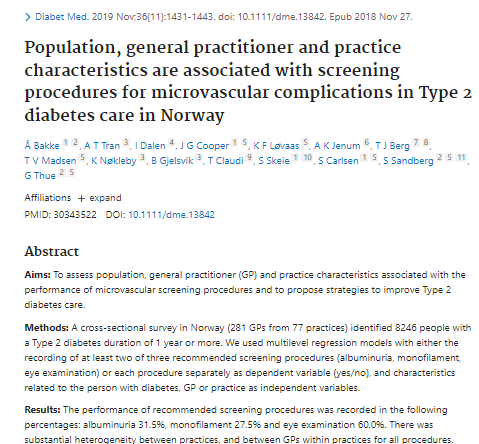 > Diabet Med. 2019 Nov;36(11):1431-1443. doi: 10.1111/dme.13842. Epub 2018 Nov 27.
Population, general practitioner and practice
characteristics are associated with screening
procedures for microvascular complications in Type 2
diabetes care in Norway
Å Bakke 1 2, A T Tran 3, I Dalen 4, J G Cooper 1 5, K F Løvaas 5, A K Jenum 6, T J Berg 7 8,
T V Madsen 5, K Nøkleby 3, B Gjelsvik 3, T Claudi 9, S Skeie 1 10, S Carlsen 1 5, S Sandberg 2 5 11,
G Thue 2 5
Affiliations + expand
PMID: 30343522 DOI: 10.1111/dme.13842
Abstract
Aims: To assess population, general practitioner (GP) and practice characteristics associated with the
performance of microvascular screening procedures and to propose strategies to improve Type 2
diabetes care.
Methods: A cross-sectional survey in Norway (281 GPs from 77 practices) identified 8246 people with
a Type 2 diabetes duration of 1 year or more. We used multilevel regression models with either the
recording of at least two of three recommended screening procedures (albuminuria, monofilament,
eye examination) or each procedure separately as dependent variable (yes/no), and characteristics
related to the person with diabetes, GP or practice as independent variables.
Results: The performance of recommended screening procedures was recorded in the following
percentages: albuminuria 31.5%, monofilament 27.5% and eye examination 60.0%. There was
substantial heterogeneity between practices, and between GPs within practices for all procedures.